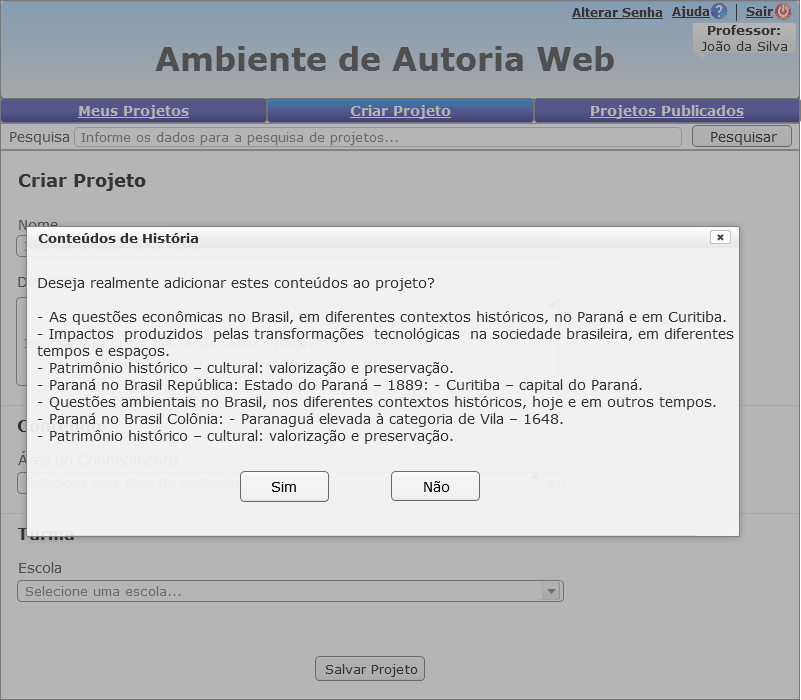 Alterar Senha Ajuda ? | Sair
Professor:
João da Silva
Ambiente de Autoria Web
Meus Projetos Criar Projeto Projetos Publicados
Pesquisa Informe os dados para a pesquisa de projetos... Pesquisar
Criar Projeto
Nome
Conteúdos de História
Deseja realmente adicionar estes conteúdos ao projeto?
- As questões econômicas no Brasil, em diferentes contextos históricos, no Paraná e em Curitiba.
- Impactos produzidos pelas transformações tecnológicas na sociedade brasileira, em diferentes
tempos e espaços.
- Patrimônio histórico – cultural: valorização e preservação.
- Paraná no Brasil República: Estado do Paraná – 1889: - Curitiba – capital do Paraná.
- Questões ambientais no Brasil, nos diferentes contextos históricos, hoje e em outros tempos.
- Paraná no Brasil Colônia: - Paranaguá elevada à categoria de Vila – 1648.
- Patrimônio histórico – cultural: valorização e preservação.
Área do Conhecimento
Selecione uma área do conhecimento
Sim Não
Turma
Escola
Selecione uma escola...
Salvar Projeto